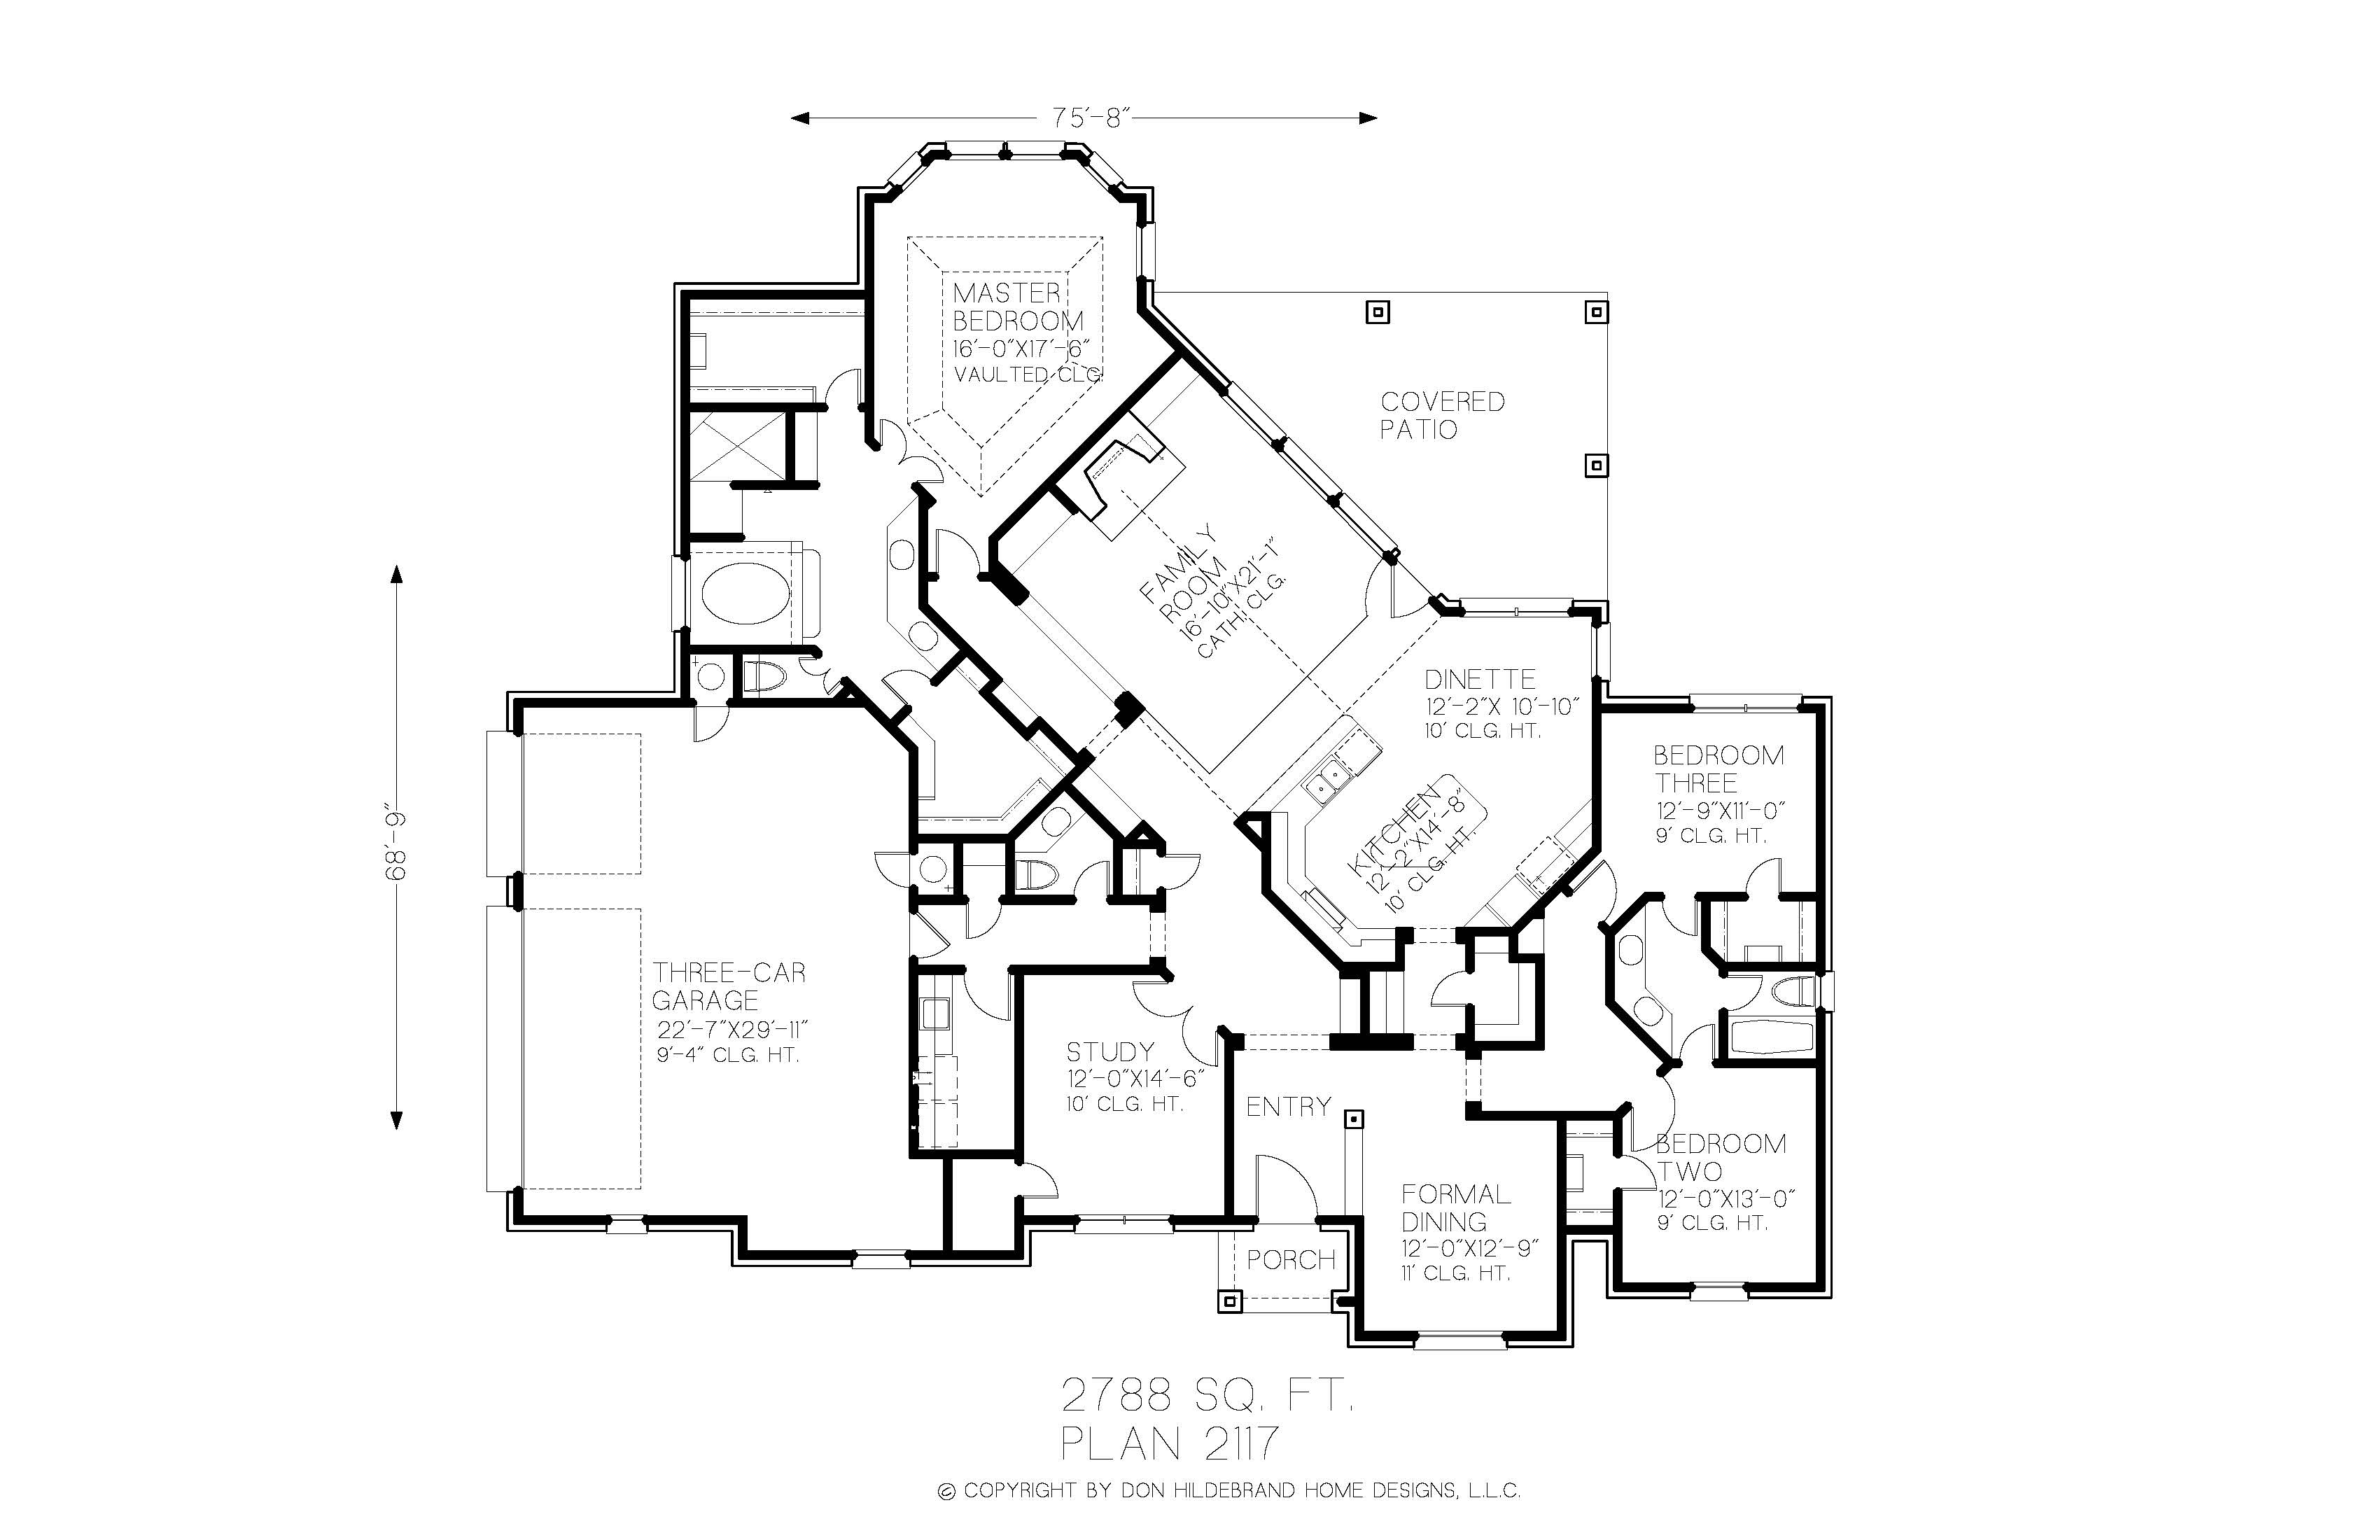 75'-8"
MASTER
BEDROOM
16'-0"X17'-6"
VAULTED CLG.
COVERED
PATIO
FAMILY
ROOM
16'-10"X21'-1"
CATH. CLG.
DINETTE
12'-2"X 10'-10"
10' CLG. HT.
KITCHEN
12'-2"X14'-8"
10' CLG. HT.
BEDROOM
THREE
12'-9"X11'-0"
9' CLG. HT.
68'-9"
THREE-CAR
GARAGE
22'-7"X29'-11"
9'-4" CLG. HT.
STUDY
12'-0"X14'-6"
10' CLG. HT.
ENTRY
BEDROOM
TWO
12'-0"X13'-0"
9' CLG. HT.
FORMAL
DINING
12'-0"X12'-9"
11' CLG. HT.
PORCH
2788 SQ. FT.
PLAN 2117
© COPYRIGHT BY DON HILDEBRAND HOME DESIGNS, L.L.C.